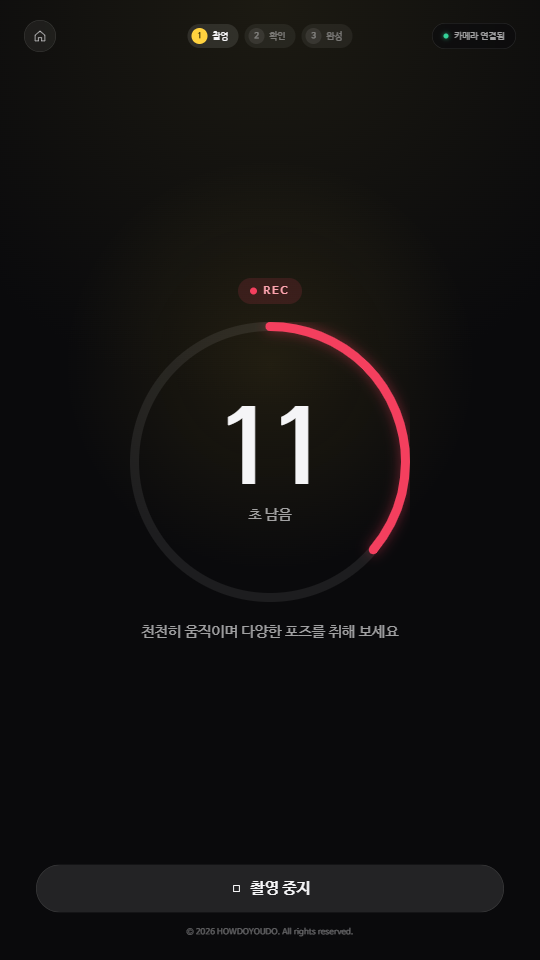 1 촬영 2 확인 3 완성 카메라 연결됨
REC
11
초 남음
천천히 움직이며 다양한 포즈를 취해 보세요
촬영 중지
© 2026 HOWDOYOUDO. All rights reserved.